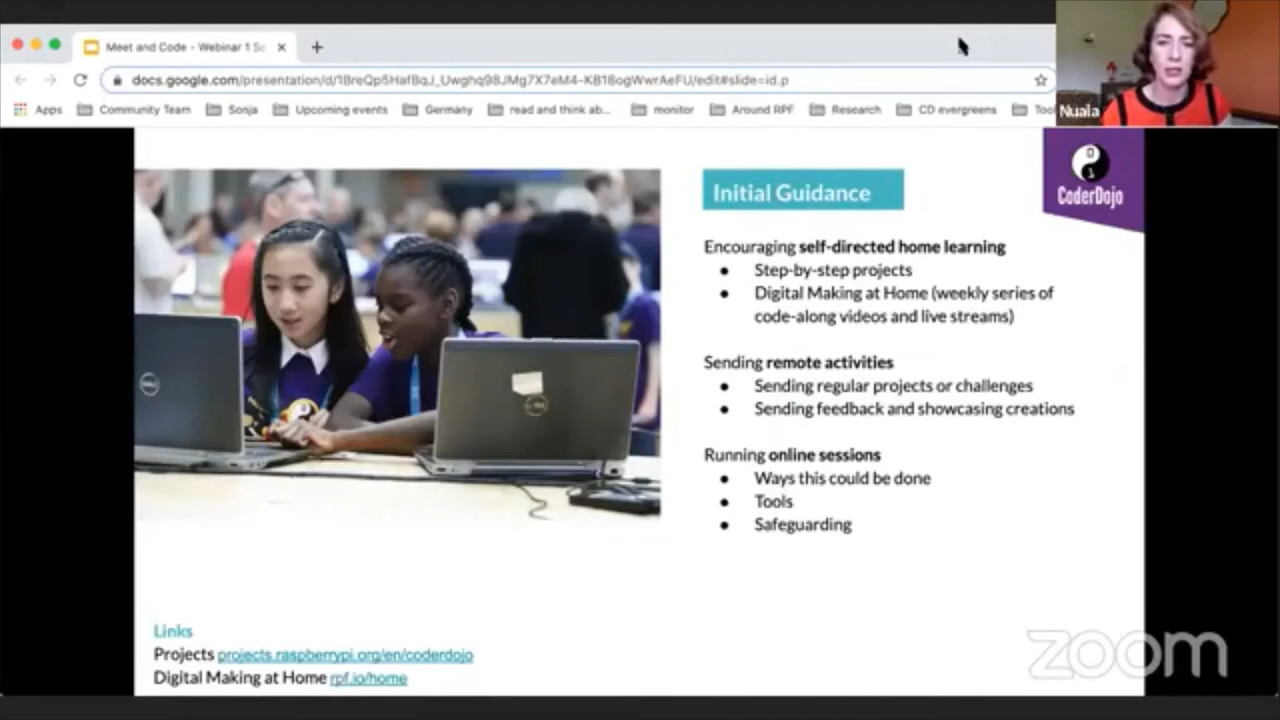 Meet and Code - Webinar 1 Se
docs.google.com/presentation/d/1BreQp5HafBqJ_Uwghq98JMg7X7eM4-KB18ogWwrAeFU/edit#slide=id.p
Apps
Community Team
Sonja
Upcoming events
Germany
read and think ab...
monitor
Around RPF
Research
CD evergreens
Nuala
Initial Guidance
CoderDojo
Encouraging self-directed home learning
● Step-by-step projects
● Digital Making at Home (weekly series of
code-along videos and live streams)
Sending remote activities
● Sending regular projects or challenges
● Sending feedback and showcasing creations
Running online sessions
● Ways this could be done
● Tools
● Safeguarding
DELL
Links
Projects projects.raspberrypi.org/en/coderdojo
Digital Making at Home rpf.io/home
zoom